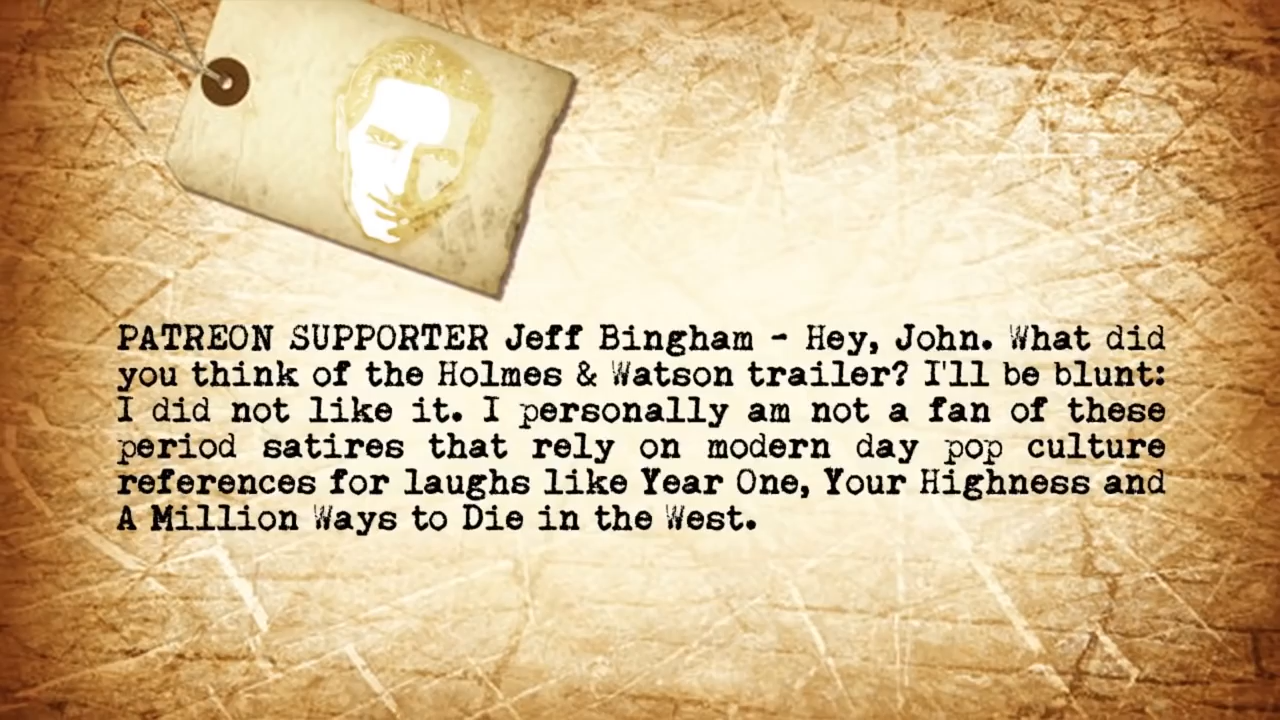 PATREON SUPPORTER Jeff Bingham - Hey, John. What did
you think of the Holmes & Watson trailer? I'll be blunt:
I did not like it. I personally am not a fan of these
period satires that rely on modern day pop culture
references for laughs like Year One, Your Highness and
A Million Ways to Die in the West.